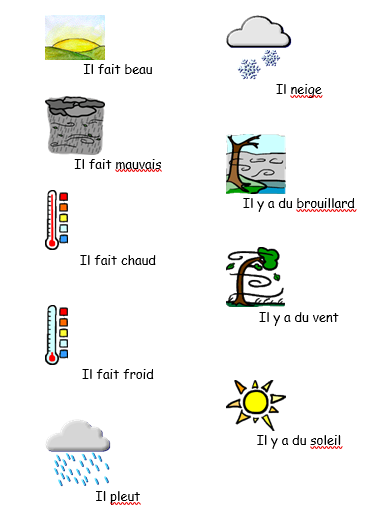 Il fait beau
Il fait mauvais
Il fait chaud
Il fait froid
Il pleut
Il neige
Il y a du brouillard
Il y a du vent
Il y a du soleil